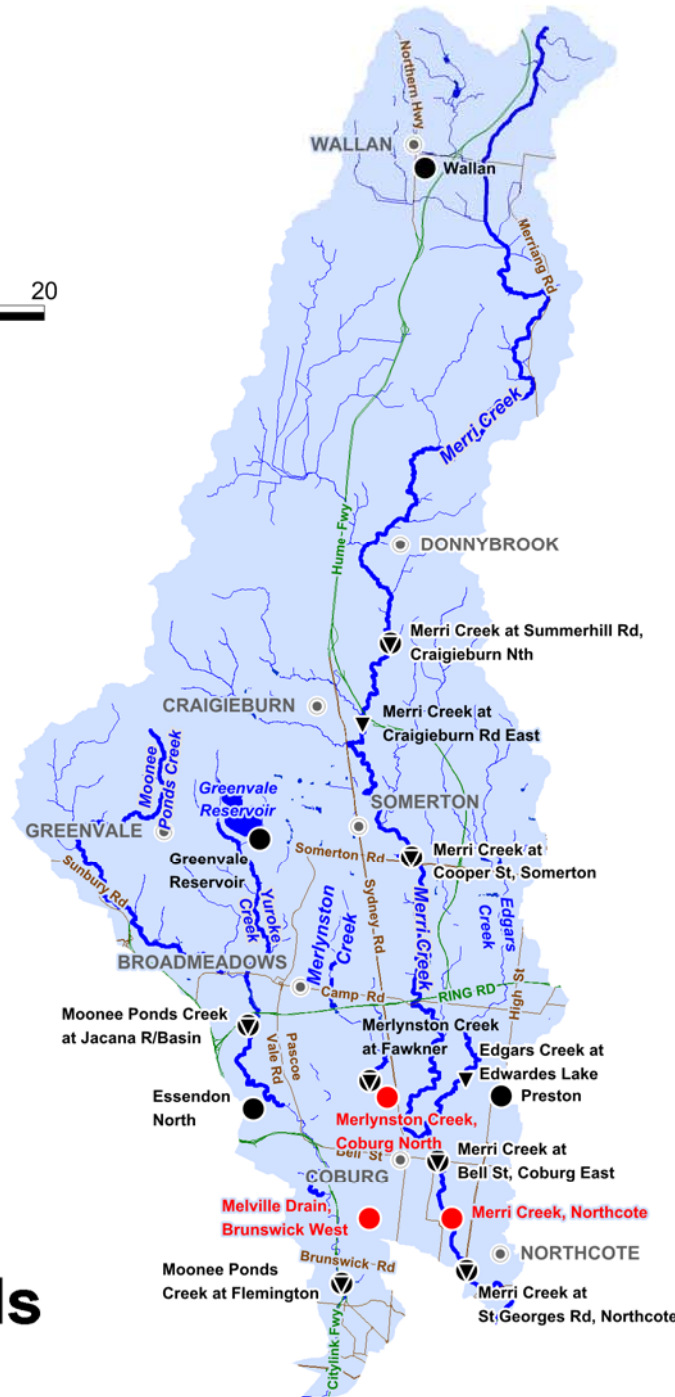 Northern Hwy
WALLAN
Wallan
Merriang Rd
20
Merri Creek
Hume Fwy
DONNYBROOK
Merri Creek at Summerhill Rd,
Craigieburn Nth
CRAIGIEBURN
Merri Creek at
Craigieburn Rd East
Moonee
Ponds Creek
Greenvale
Reservoir
SOMERTON
GREENVALE
Greenvale
Reservoir
Somerton Rd
Merri Creek at
Cooper St, Somerton
Sunbury Rd
Yuroke
Creek
Merlynston
Creek
Sydney Rd
Merri Creek
Edgars
Creek
BROADMEADOWS
Camp Rd
RING RD
High St
Moonee Ponds Creek
at Jacana R/Basin
Pascoe
Vale Rd
Merlynston Creek
at Fawkner
Edgars Creek at
Edwardes Lake
Essendon
North
Preston
Merlynston Creek,
Coburg North
Bell St
Merri Creek at
Bell St, Coburg East
COBURG
Melville Drain,
Brunswick West
Merri Creek, Northcote
Brunswick Rd
NORTHCOTE
Moonee Ponds
Creek at Flemington
Merri Creek at
St Georges Rd, Northcote
Citylink Fwy
ls